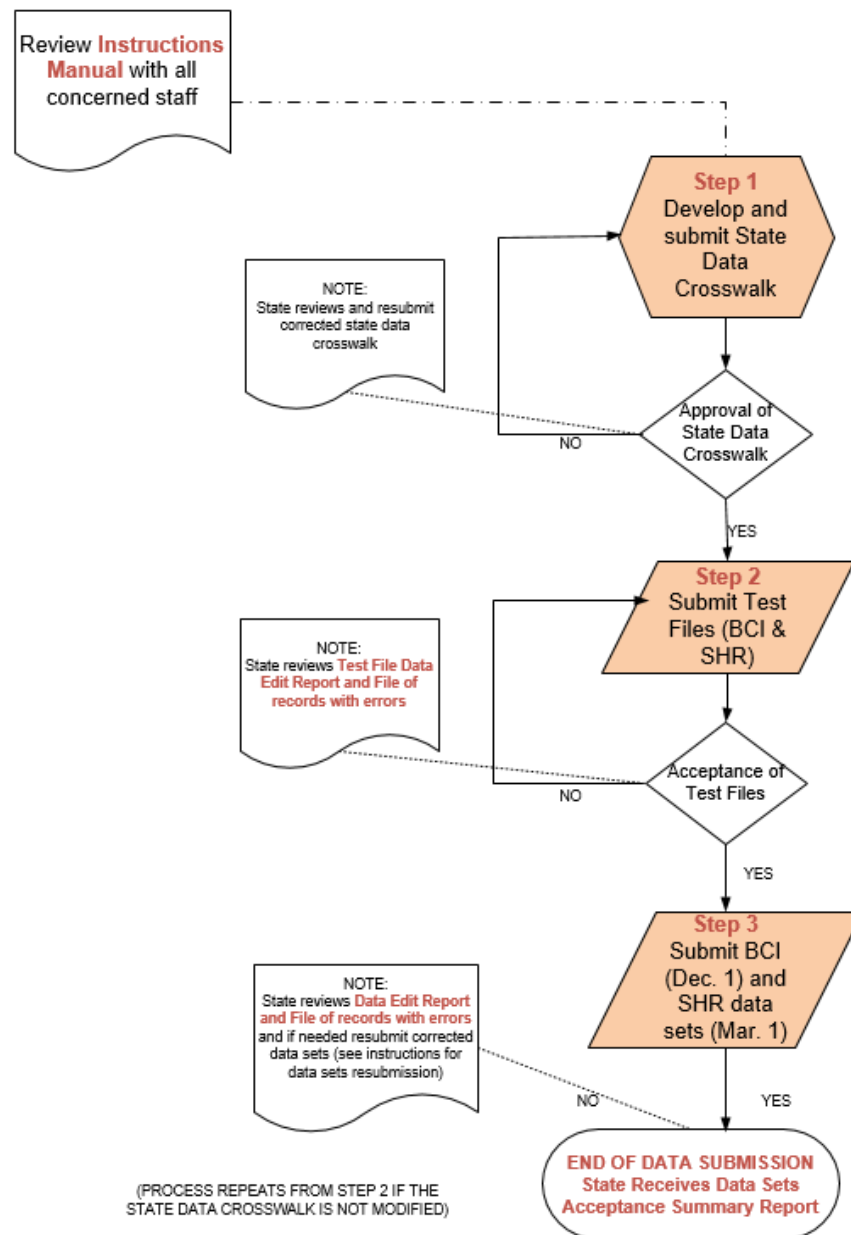 Review Instructions
Manual with all
concerned staff
Step 1
Develop and
submit State
Data
Crosswalk
NOTE:
State reviews and resubmit
corrected state data
crosswalk
Approval of
State Data
Crosswalk
NO
YES
Step 2
Submit Test
Files (BCI &
SHR)
NOTE:
State reviews Test File Data
Edit Report and File of
records with errors
Acceptance of
Test Files
NO
YES
Step 3
Submit BCI
(Dec. 1) and
SHR data
sets (Mar. 1)
NOTE:
State reviews Data Edit Report
and File of records with errors
and if needed resubmit corrected
data sets (see instructions for
data sets resubmission)
NO
YES
END OF DATA SUBMISSION
State Receives Data Sets
Acceptance Summary Report
(PROCESS REPEATS FROM STEP 2 IF THE
STATE DATA CROSSWALK IS NOT MODIFIED)